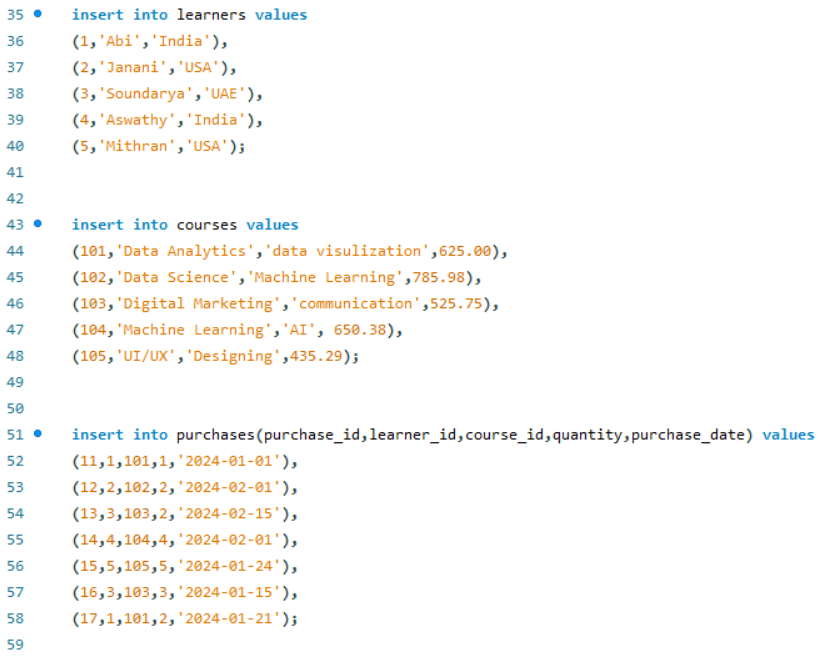 35 insert into learners values
36 (1,'Abi','India'),
37 (2,'Janani','USA'),
38 (3,'Soundarya','UAE'),
39 (4,'Aswathy','India'),
40 (5,'Mithran','USA');
41
42
43 insert into courses values
44 (101,'Data Analytics','data visulization',625.00),
45 (102,'Data Science','Machine Learning',785.98),
46 (103,'Digital Marketing','communication',525.75),
47 (104,'Machine Learning','AI', 650.38),
48 (105,'UI/UX','Designing',435.29);
49
50
51 insert into purchases(purchase_id,learner_id,course_id,quantity,purchase_date) values
52 (11,1,101,1,'2024-01-01'),
53 (12,2,102,2,'2024-02-01'),
54 (13,3,103,2,'2024-02-15'),
55 (14,4,104,4,'2024-02-01'),
56 (15,5,105,5,'2024-01-24'),
57 (16,3,103,3,'2024-01-15'),
58 (17,1,101,2,'2024-01-21');
59